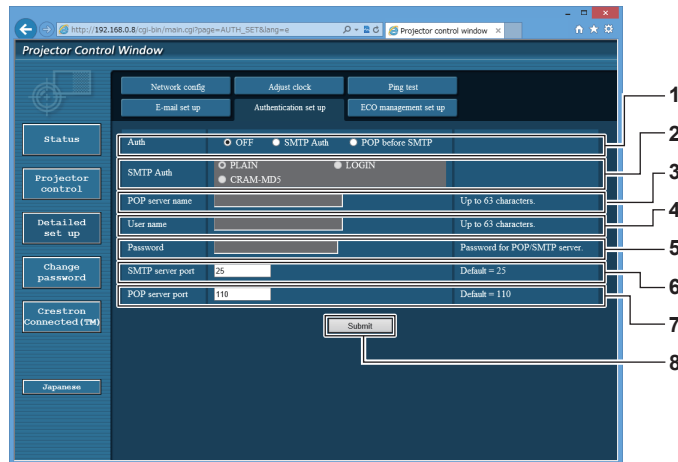 http://192.168.0.8/cgi-bin/main.cgi?page=AUTH_SET&lang=e
Projector control window
Projector Control Window
Network config Adjust clock Ping test
E-mail set up Authentication set up ECO management set up
Status
Projector control
Detailed set up
Change password
Crestron Connected(TM)
Japanese
Auth OFF SMTP Auth POP before SMTP
SMTP Auth PLAIN LOGIN
CRAM-MD5
POP server name Up to 63 characters.
User name Up to 63 characters.
Password Password for POP/SMTP server.
SMTP server port 25 Default = 25
POP server port 110 Default = 110
Submit
1
2
3
4
5
6
7
8